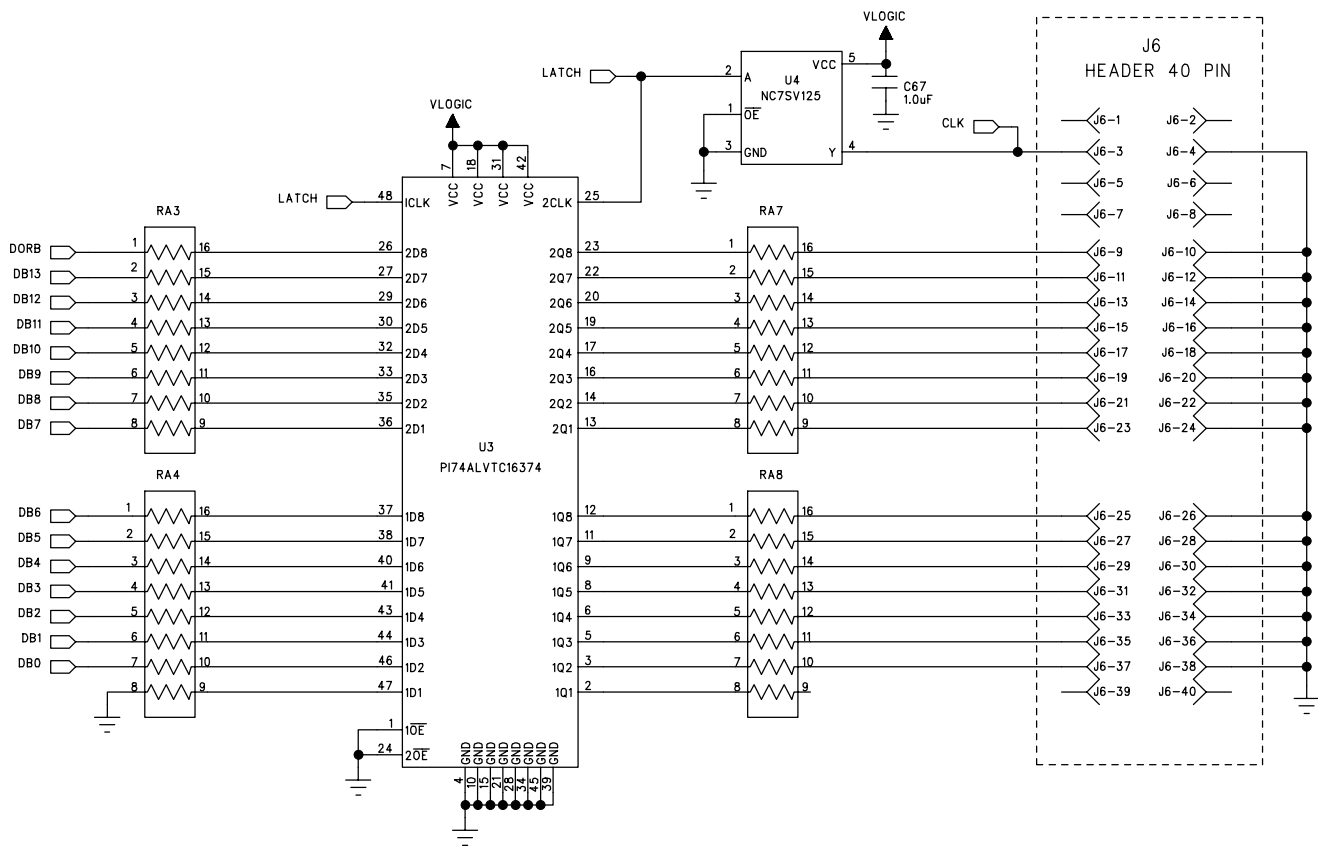 VLOGIC
J6
HEADER 40 PIN
LATCH 2 A U4 VCC 5
NC7SV125
C67
1.0uF
VLOGIC
1 OE
CLK
J6-1 J6-2
3 GND Y 4
J6-3 J6-4
7 18 31 42
VCC VCC VCC VCC
J6-5 J6-6
LATCH 48 1CLK 2CLK 25
J6-7 J6-8
RA3 RA7
DORB 1 16 26 2D8 2Q8 23 1 16 J6-9 J6-10
DB13 2 15 27 2D7 2Q7 22 2 15 J6-11 J6-12
DB12 3 14 29 2D6 2Q6 20 3 14 J6-13 J6-14
DB11 4 13 30 2D5 2Q5 19 4 13 J6-15 J6-16
DB10 5 12 32 2D4 2Q4 17 5 12 J6-17 J6-18
DB9 6 11 33 2D3 2Q3 16 6 11 J6-19 J6-20
DB8 7 10 35 2D2 2Q2 14 7 10 J6-21 J6-22
DB7 8 9 36 2D1 2Q1 13 8 9 J6-23 J6-24
U3
PI74ALVTC16374
RA4 RA8
DB6 1 16 37 1D8 1Q8 12 1 16 J6-25 J6-26
DB5 2 15 38 1D7 1Q7 11 2 15 J6-27 J6-28
DB4 3 14 40 1D6 1Q6 9 3 14 J6-29 J6-30
DB3 4 13 41 1D5 1Q5 8 4 13 J6-31 J6-32
DB2 5 12 43 1D4 1Q4 6 5 12 J6-33 J6-34
DB1 6 11 44 1D3 1Q3 5 6 11 J6-35 J6-36
DB0 7 10 46 1D2 1Q2 3 7 10 J6-37 J6-38
8 9 47 1D1 1Q1 2 8 9 J6-39 J6-40
1 1OE
24 2OE
GND GND GND GND GND GND GND GND
4 10 15 21 28 34 45 39